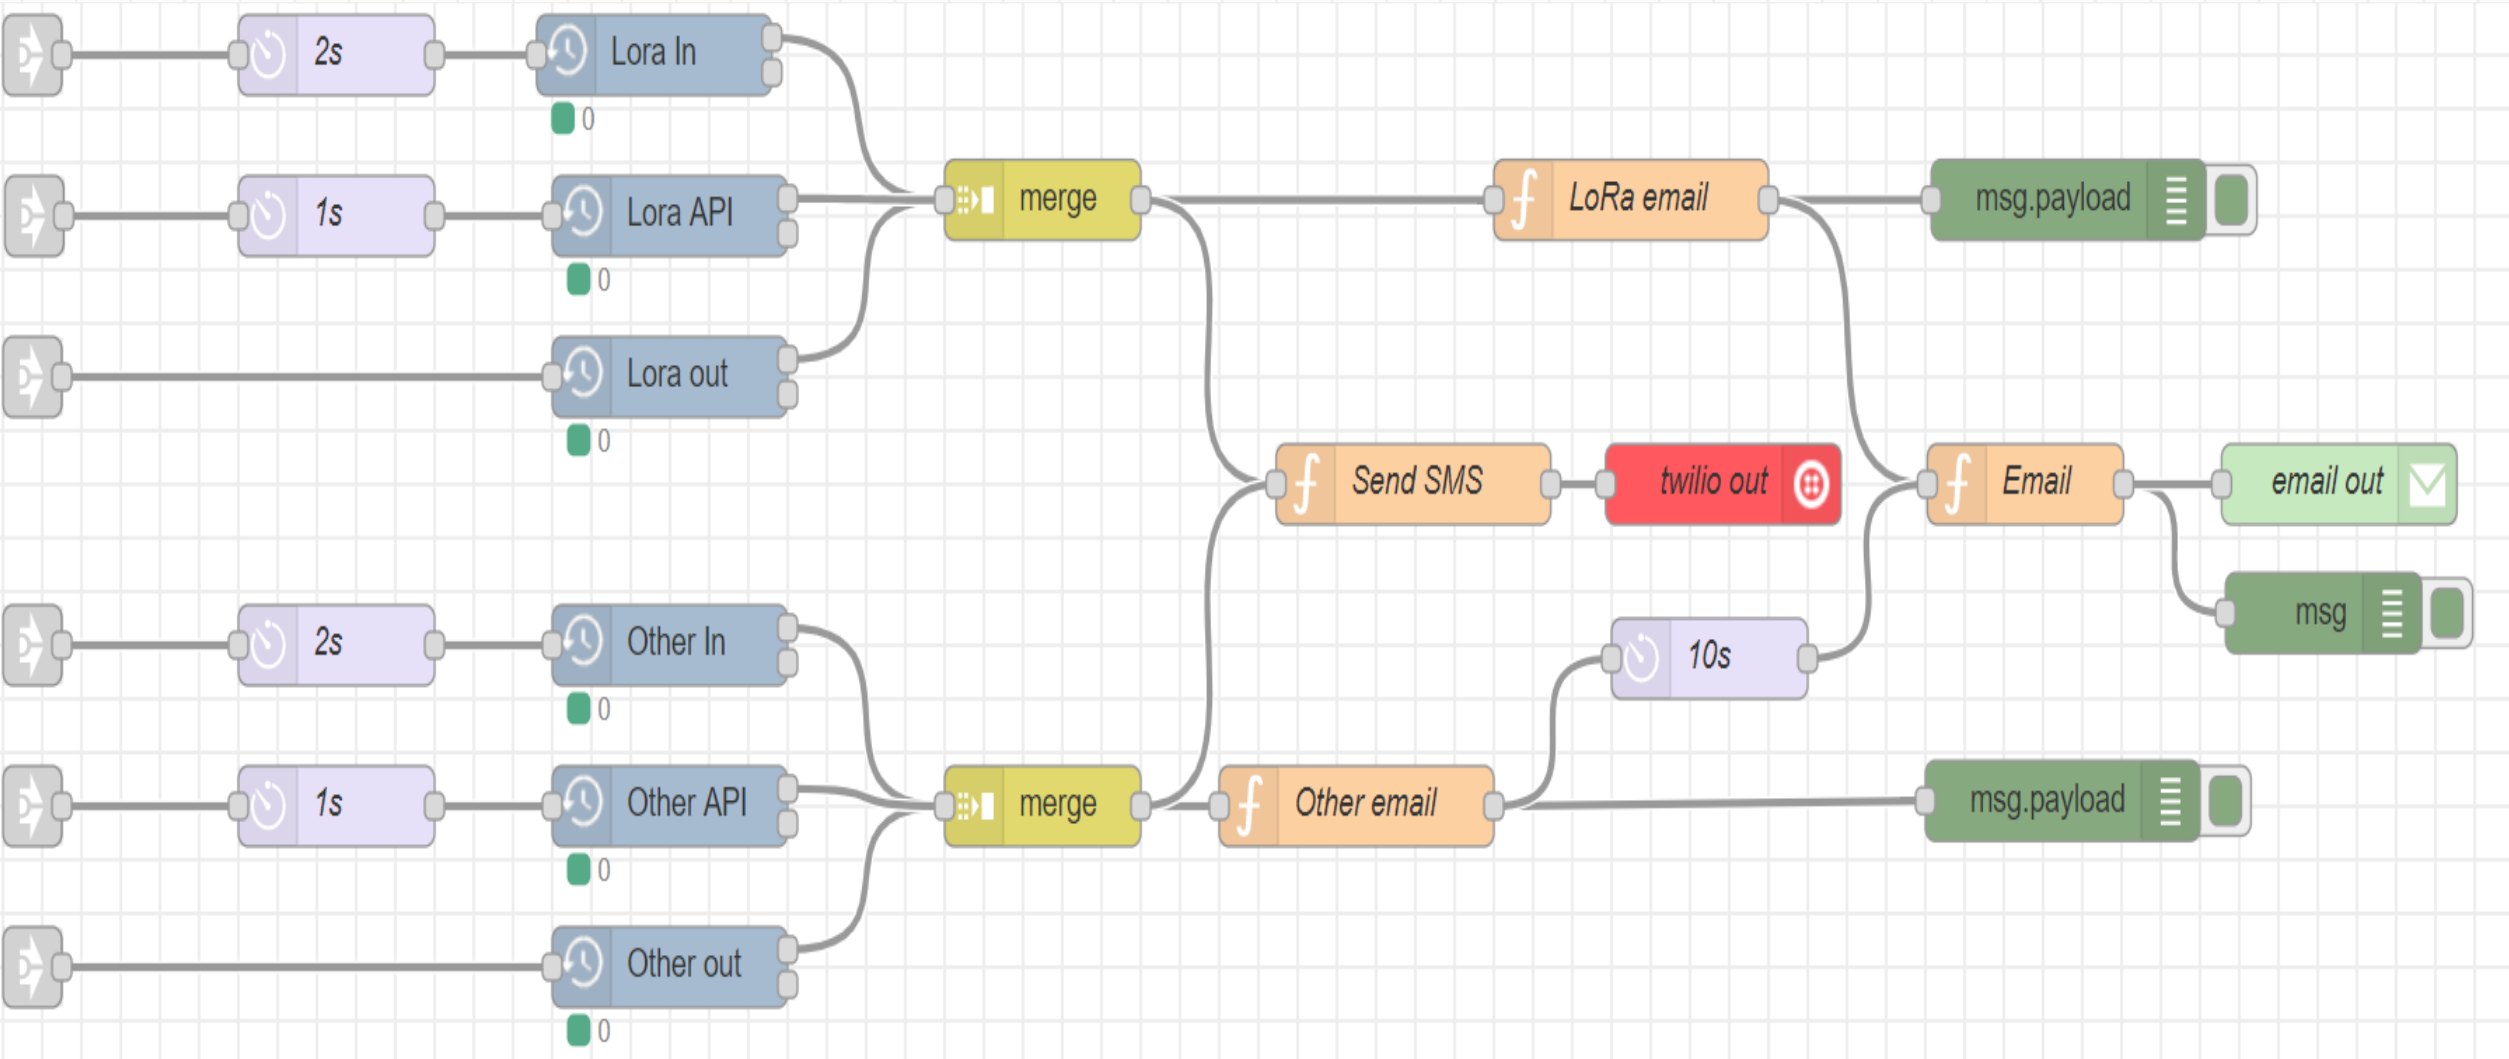 2s
Lora In
0
1s
Lora API
0
merge
LoRa email
msg.payload
Lora out
0
Send SMS
twilio out
Email
email out
msg
2s
Other In
0
10s
1s
Other API
0
merge
Other email
msg.payload
Other out
0